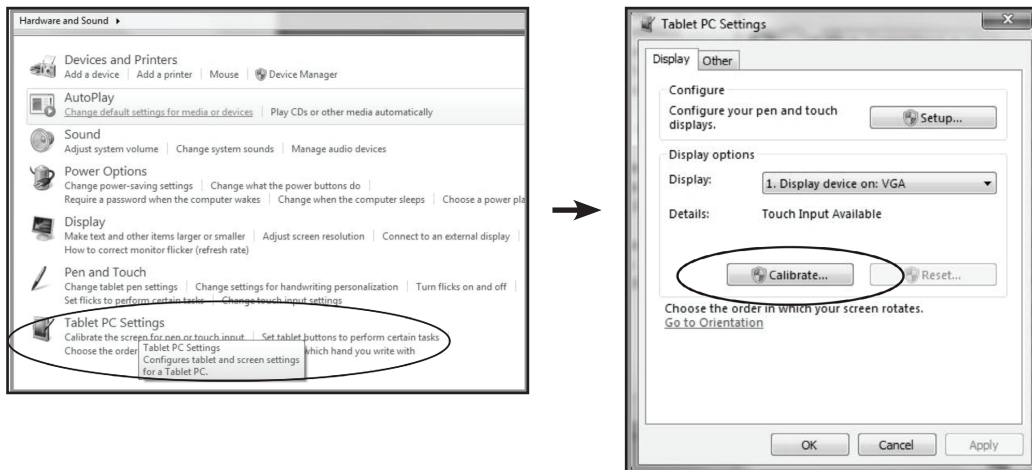 Hardware and Sound
Devices and Printers
Add a device Add a printer Mouse Device Manager
AutoPlay
Change default settings for media or devices Play CDs or other media automatically
Sound
Adjust system volume Change system sounds Manage audio devices
Power Options
Change power-saving settings Change what the power buttons do
Require a password when the computer wakes Change when the computer sleeps Choose a power pla
Display
Make text and other items larger or smaller Adjust screen resolution Connect to an external display
How to correct monitor flicker (refresh rate)
Pen and Touch
Change tablet pen settings Change settings for handwriting personalization Turn flicks on and off
Set flicks to perform certain tasks Change touch input settings
Tablet PC Settings
Calibrate the screen for pen or touch input Set tablet buttons to perform certain tasks
Choose the order which hand you write with
Tablet PC Settings
Configures tablet and screen settings
for a Tablet PC.
Tablet PC Settings
X
Display Other
Configure
Configure your pen and touch
displays.
Setup...
Display options
Display: 1. Display device on: VGA
Details: Touch Input Available
Calibrate... Reset...
Choose the order in which your screen rotates.
Go to Orientation
OK Cancel Apply